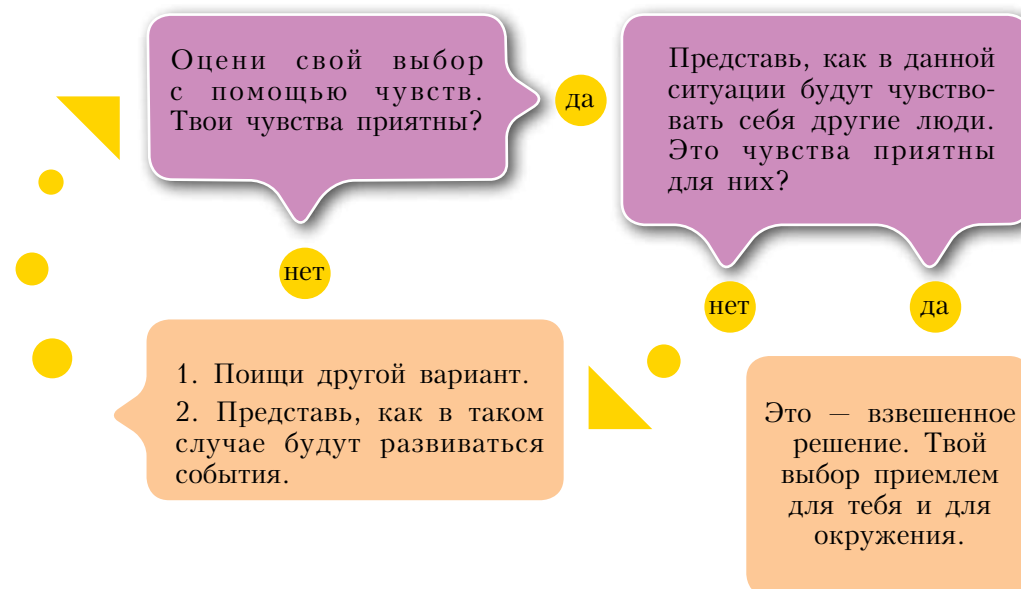 Оцени свой выбор
с помощью чувств.
Твои чувства приятны?
да
Представь, как в данной
ситуации будут чувство-
вать себя другие люди.
Это чувства приятны
для них?
нет
нет
да
1. Поищи другой вариант.
2. Представь, как в таком
случае будут развиваться
события.
Это — взвешенное
решение. Твой
выбор приемлем
для тебя и для
окружения.